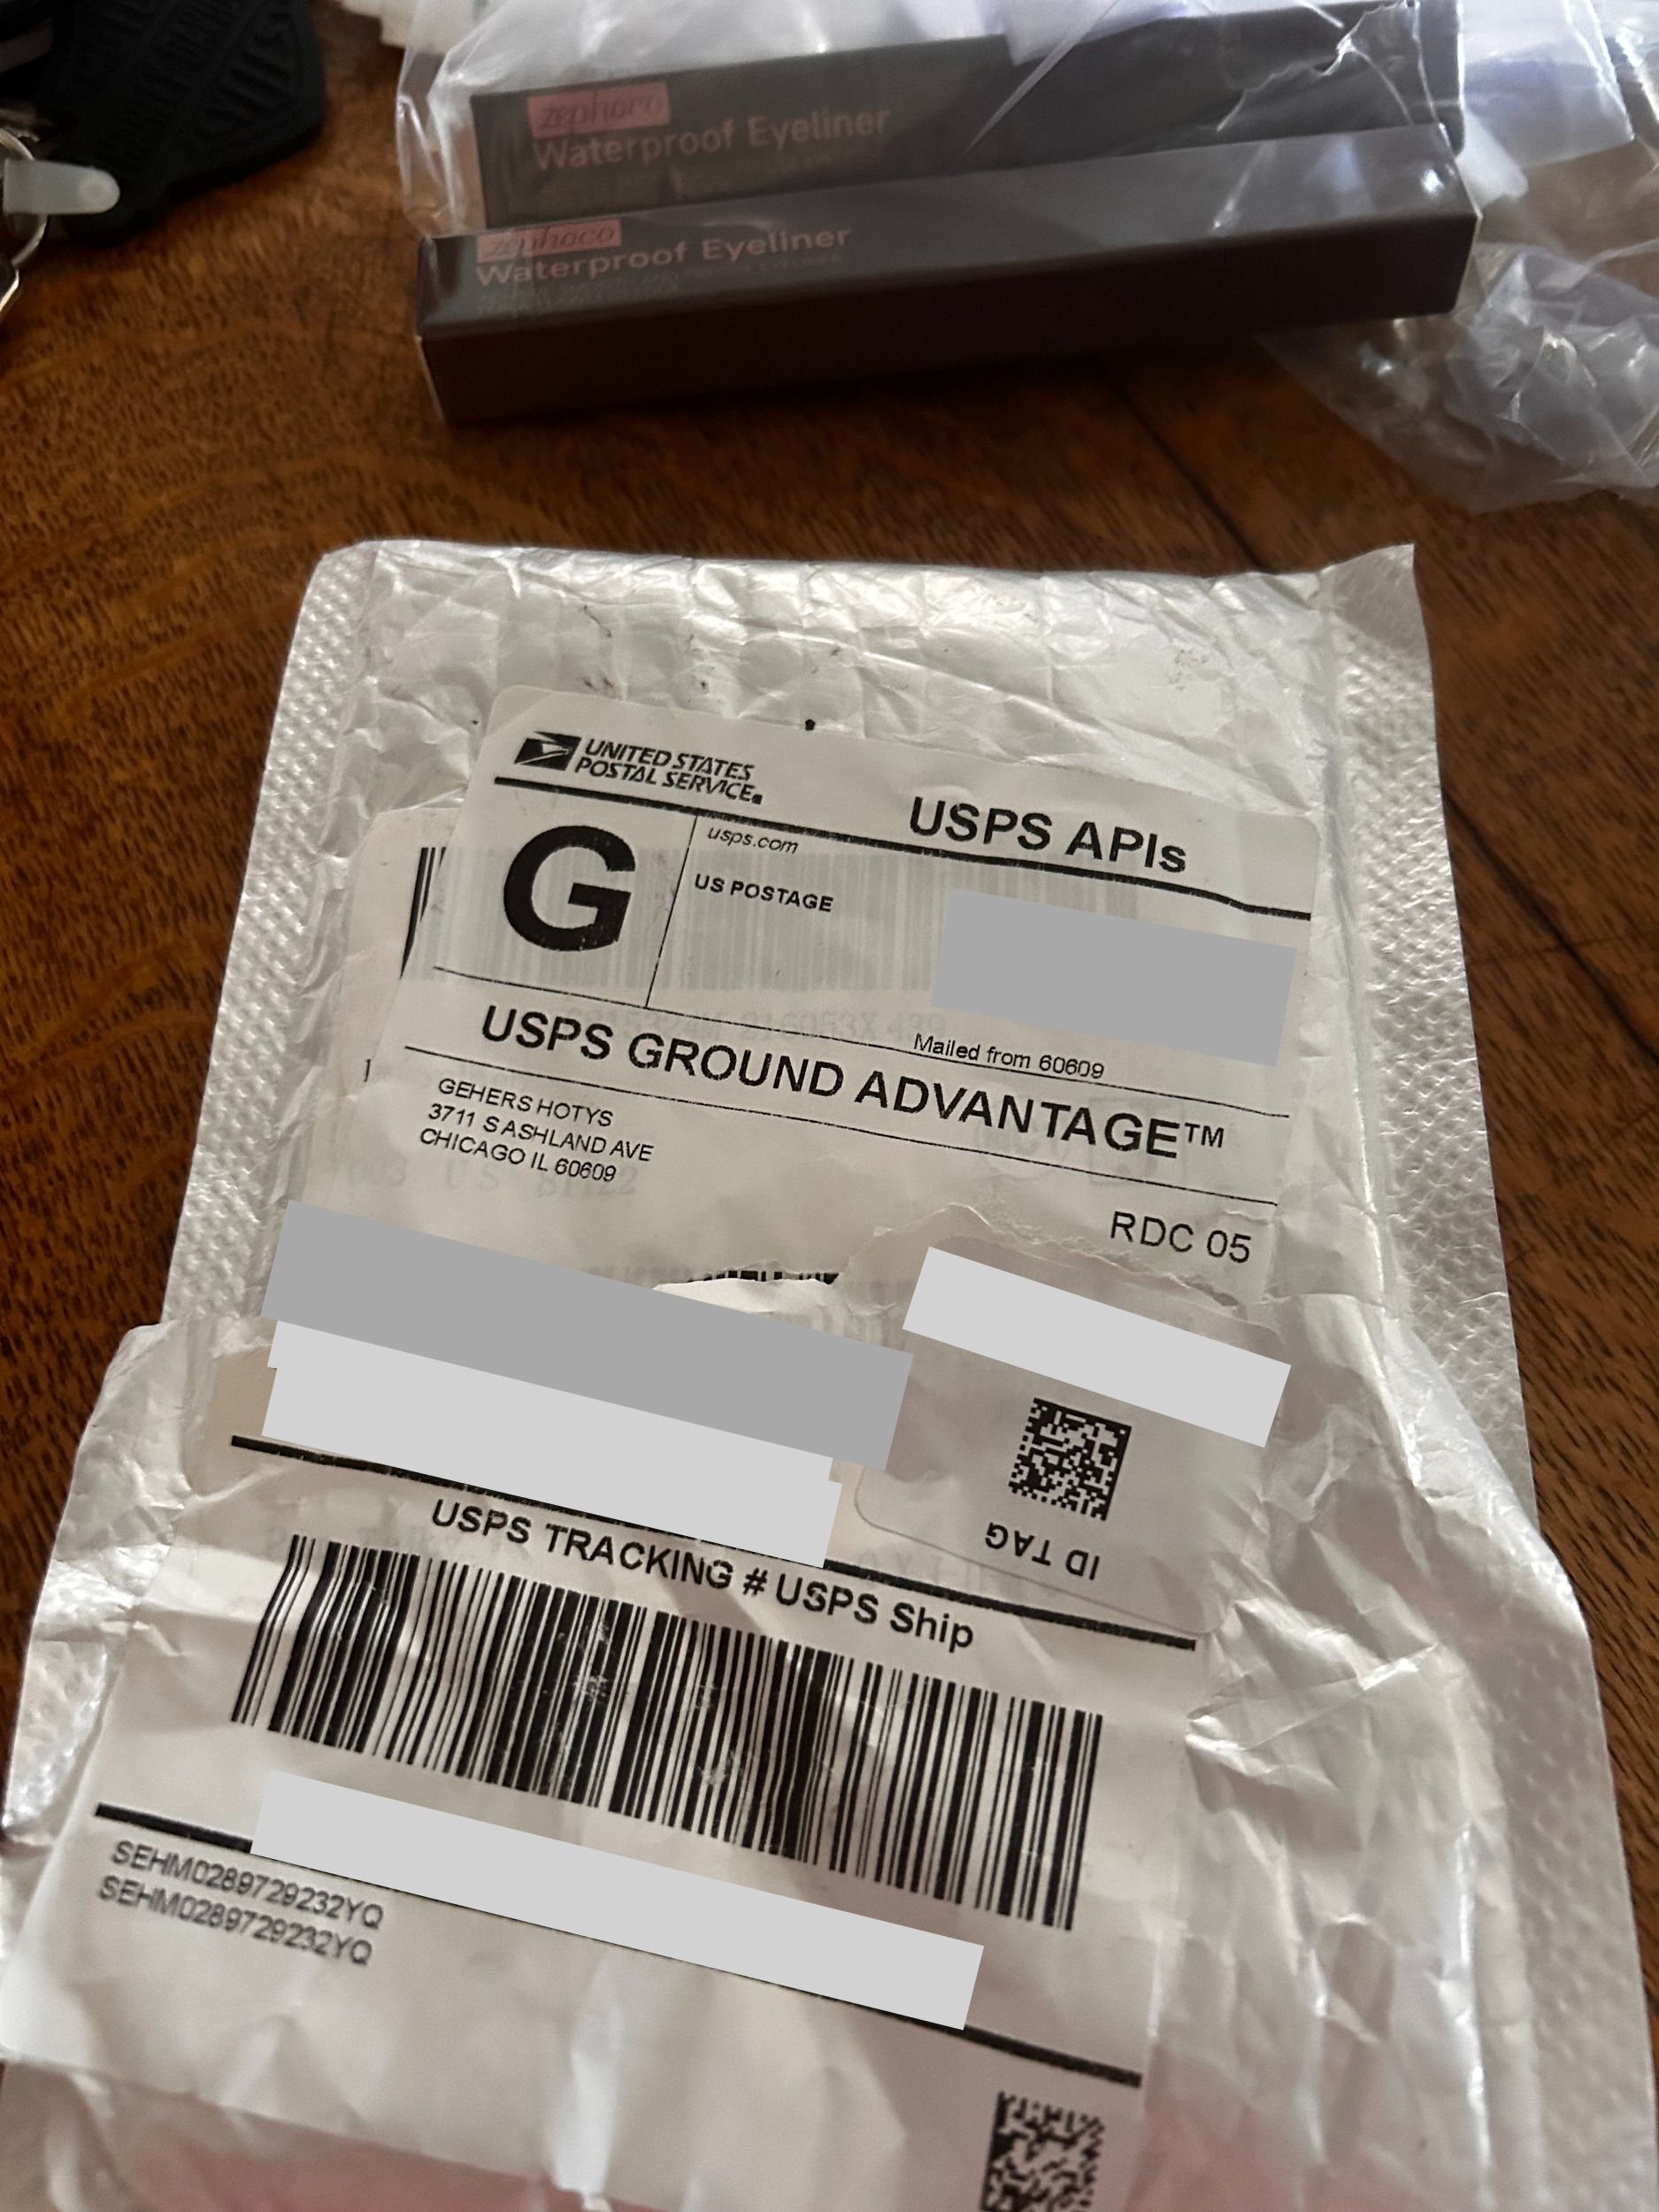 zephoco
Waterproof Eyeliner
zephoco
Waterproof Eyeliner
UNITED STATES
POSTAL SERVICE®
USPS APIs
G
usps.com
US POSTAGE
Mailed from 60609
USPS GROUND ADVANTAGE™
GEHERS HOTYS
3711 S ASHLAND AVE
CHICAGO IL 60609
RDC 05
ID TAG
USPS TRACKING # USPS Ship
SEHM0289729232YQ
SEHM0289729232YQ